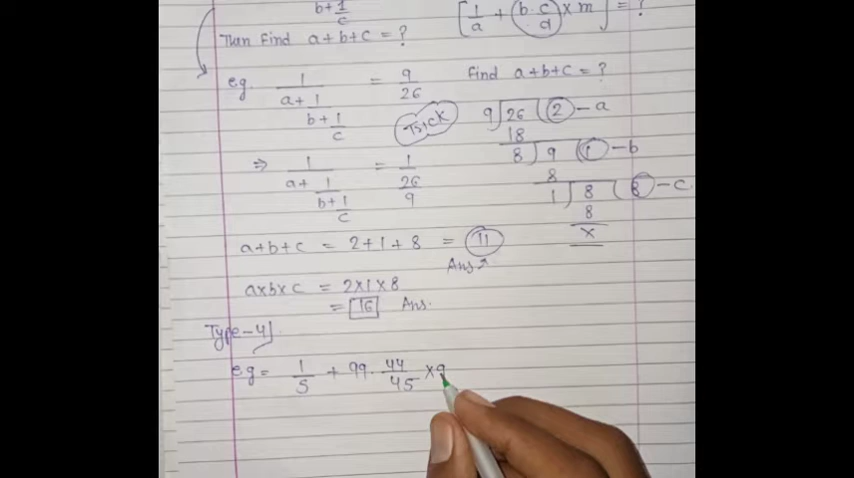 b+1/c
[1/a + b.c/a × m] = ?
Then find a+b+c = ?
eg. 1/(a+1/(b+1/c)) = 9/26 Find a+b+c = ?
Trick
9) 26 (2 - a
18
8) 9 (1 - b
8
1) 8 (8 - c
8
×
⇒ 1/(a+1/(b+1/c)) = 1/(26/9)
a+b+c = 2+1+8 = 11
Ans
a×b×c = 2×1×8
= 16 Ans.
Type-4]
eg = 1/5 + 99.44/45 ×9